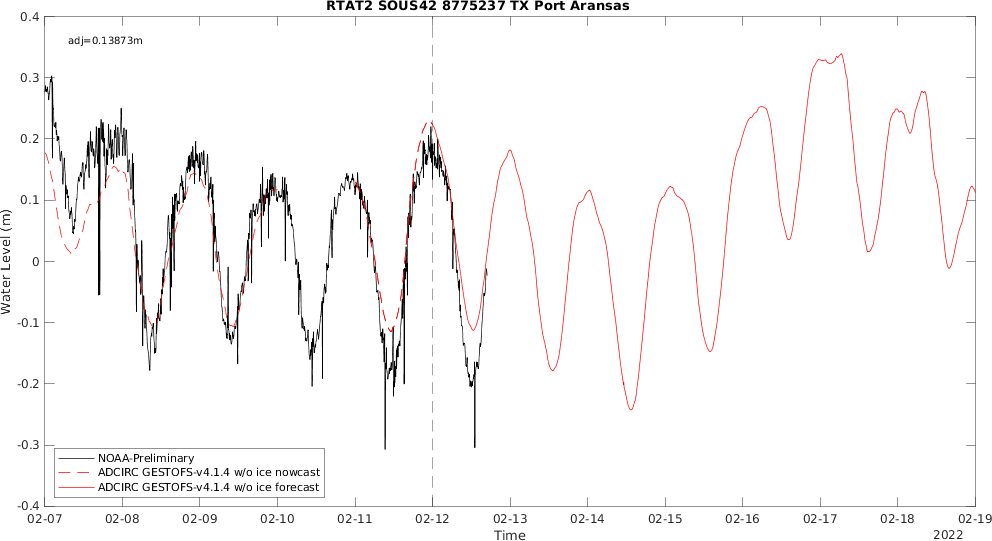 RTAT2 SOUS42 8775237 TX Port Aransas
adj=0.13873m
0.4
0.3
0.2
0.1
0
-0.1
-0.2
-0.3
-0.4
Water Level (m)
NOAA-Preliminary
ADCIRC GESTOFS-v4.1.4 w/o ice nowcast
ADCIRC GESTOFS-v4.1.4 w/o ice forecast
02-07 02-08 02-09 02-10 02-11 02-12 02-13 02-14 02-15 02-16 02-17 02-18 02-19
Time
2022